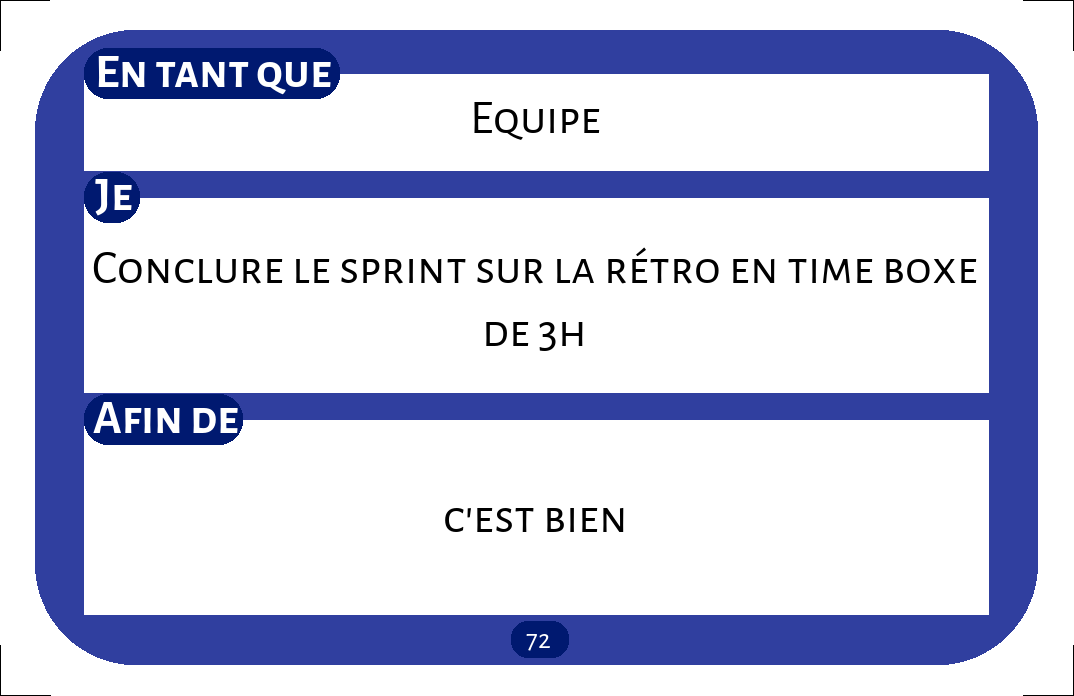 En tant que
Equipe
Je
Conclure le sprint sur la rétro en time boxe
de 3h
Afin de
c'est bien
72